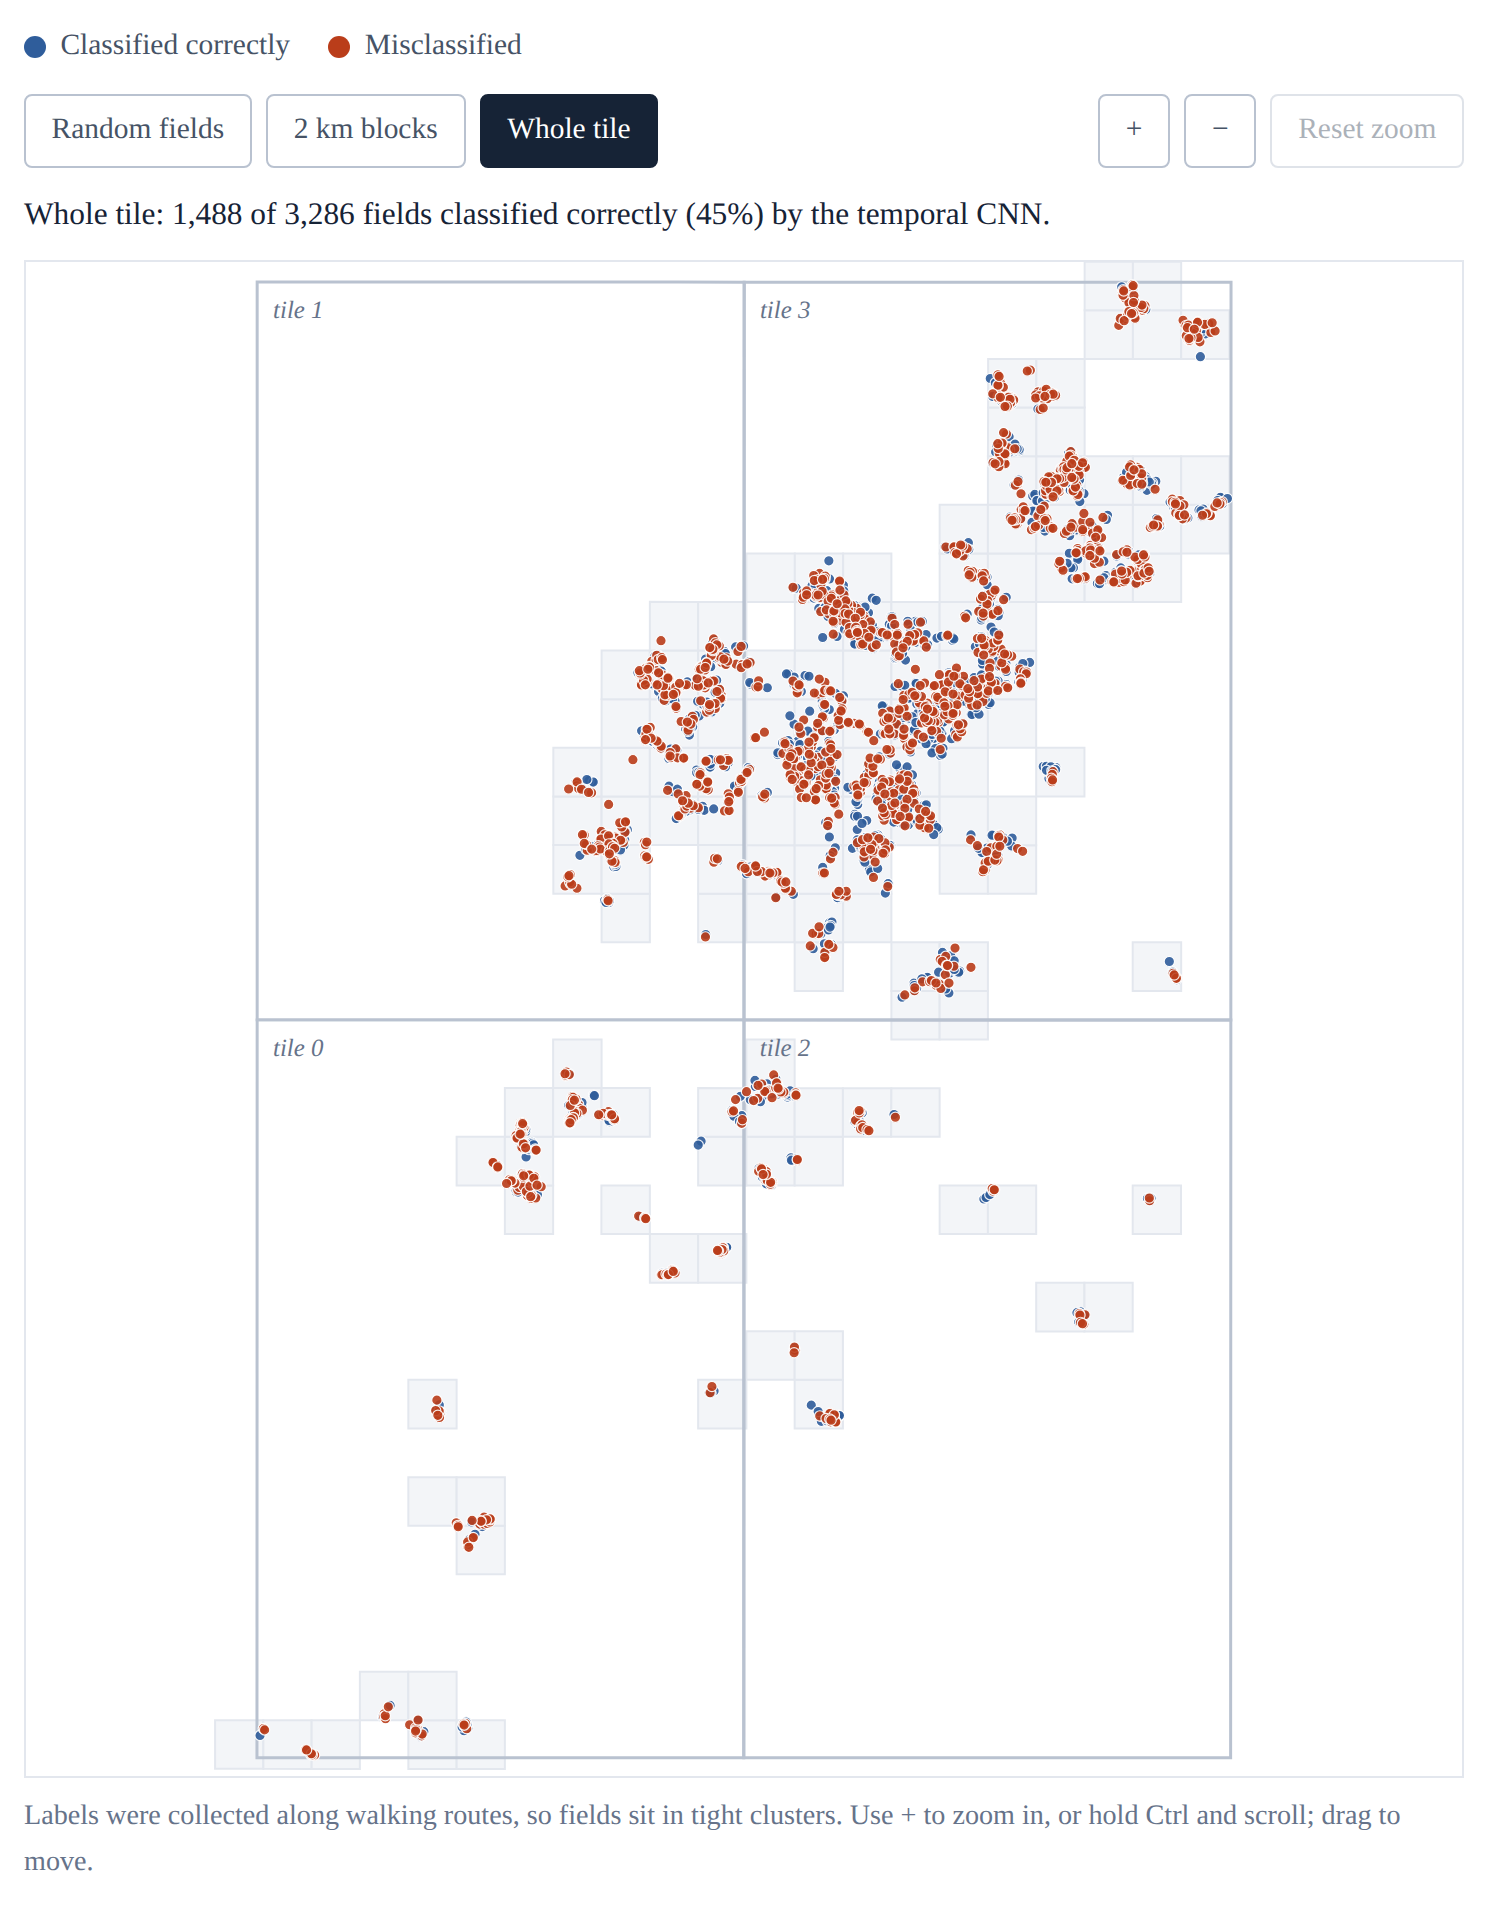 Classified correctly Misclassified
Random fields 2 km blocks Whole tile + − Reset zoom
Whole tile: 1,488 of 3,286 fields classified correctly (45%) by the temporal CNN.
tile 1 tile 3
tile 0 tile 2
Labels were collected along walking routes, so fields sit in tight clusters. Use + to zoom in, or hold Ctrl and scroll; drag to
move.